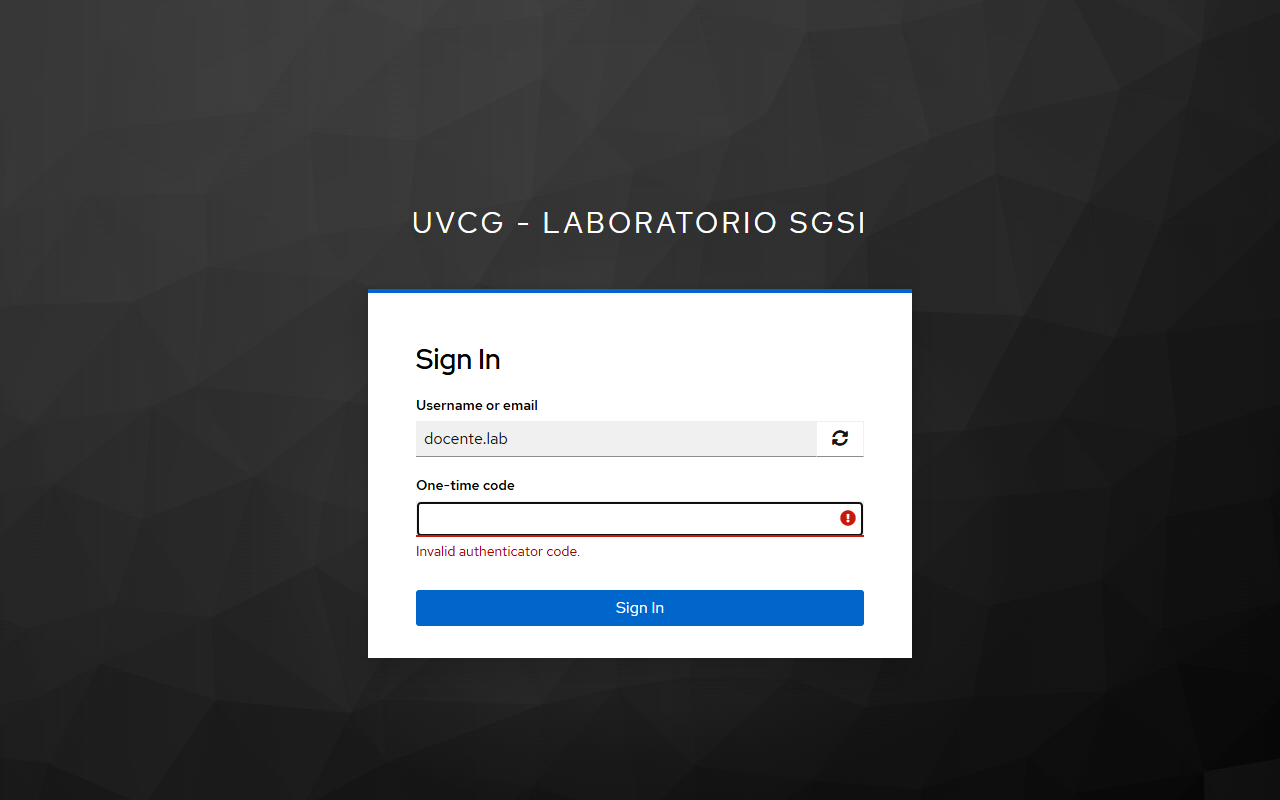 UVCG - LABORATORIO SGSI
Sign In
Username or email
docente.lab
One-time code
Invalid authenticator code.
Sign In